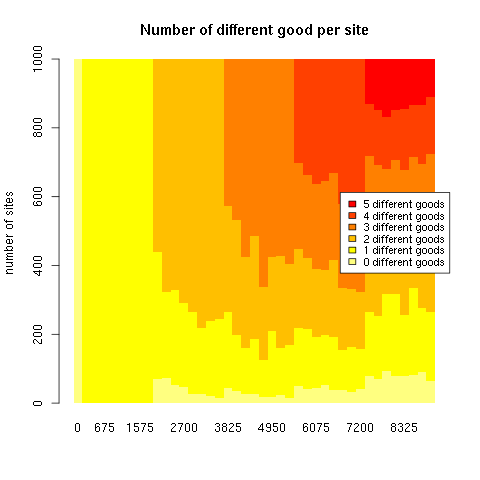 Number of different good per site
1000
800
600
400
200
0
number of sites
5 different goods
4 different goods
3 different goods
2 different goods
1 different goods
0 different goods
0 675 1575 2700 3825 4950 6075 7200 8325